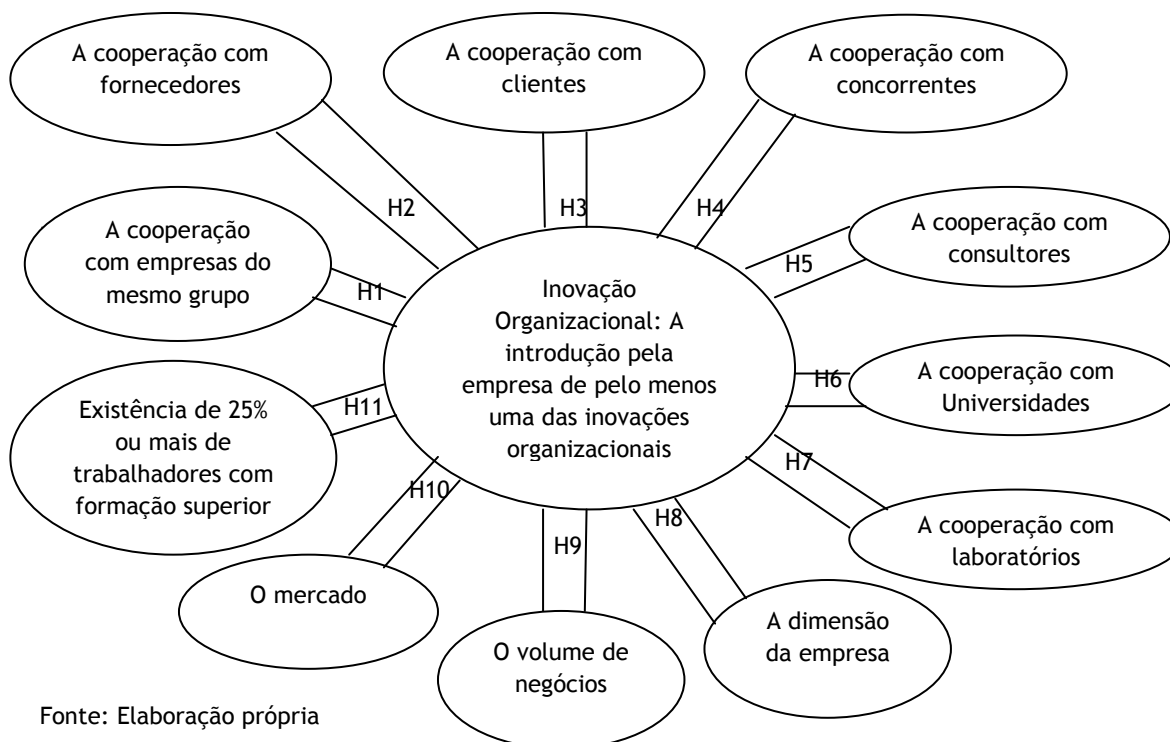 A cooperação com
fornecedores
A cooperação com
clientes
A cooperação com
concorrentes
H2
H3
H4
A cooperação
com empresas do
mesmo grupo
H1
A cooperação com
consultores
H5
Inovação
Organizacional: A
introdução pela
empresa de pelo menos
uma das inovações
organizacionais
A cooperação com
Universidades
H6
Existência de 25%
ou mais de
trabalhadores com
formação superior
H11
H7
A cooperação com
laboratórios
H10
H9
H8
O mercado
O volume de
negócios
A dimensão
da empresa
Fonte: Elaboração própria